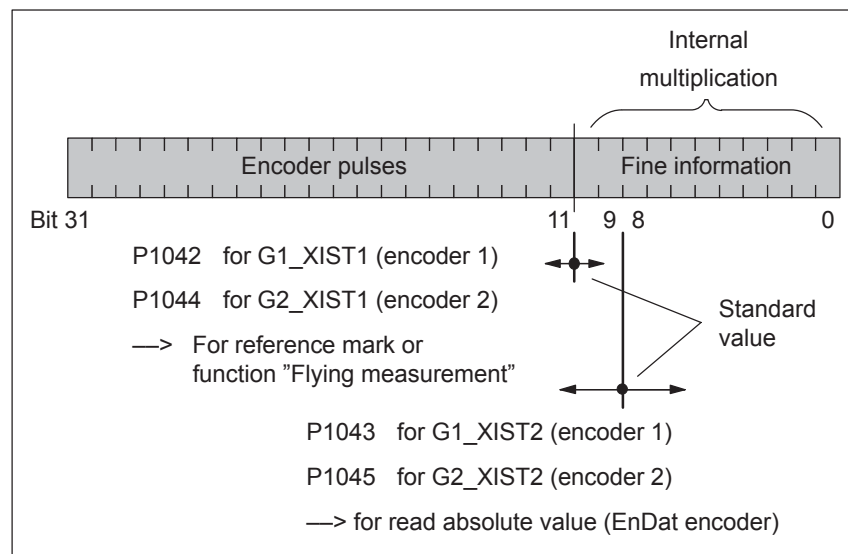 Internal
multiplication
Encoder pulses
Fine information
Bit 31
11
9
8
0
P1042 for G1_XIST1 (encoder 1)
P1044 for G2_XIST1 (encoder 2)
—> For reference mark or
function ”Flying measurement”
Standard
value
P1043 for G1_XIST2 (encoder 1)
P1045 for G2_XIST2 (encoder 2)
—> for read absolute value (EnDat encoder)